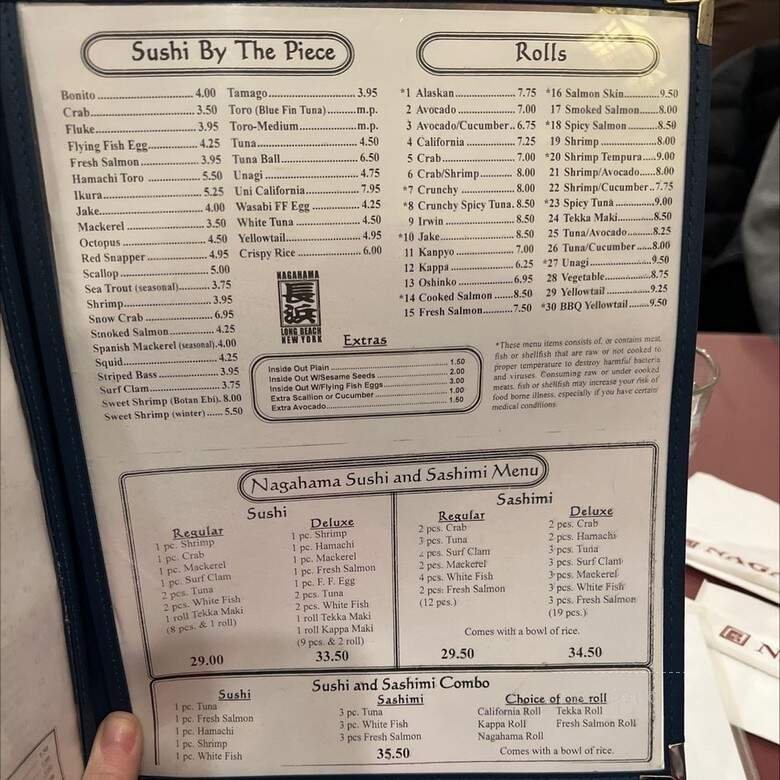 Sushi By The Piece
Bonito 4.00
Crab 3.50
Fluke 3.95
Flying Fish Egg 4.25
Fresh Salmon 3.95
Hamachi Toro 5.50
Ikura 5.25
Jake 4.00
Mackerel 3.50
Octopus 4.50
Red Snapper 4.95
Scallop 5.00
Sea Trout (seasonal) 3.75
Shrimp 3.95
Snow Crab 6.95
Smoked Salmon 4.25
Spanish Mackerel (seasonal) 4.00
Squid 4.25
Striped Bass 3.95
Surf Clam 3.75
Sweet Shrimp (Botan Ebi) 8.00
Sweet Shrimp (winter) 5.50
Tamago 3.95
Toro (Blue Fin Tuna) m.p.
Toro-Medium m.p.
Tuna 4.50
Tuna Ball 6.50
Unagi 4.75
Uni California 7.95
Wasabi FF Egg 4.25
White Tuna 4.50
Yellowtail 4.95
Crispy Rice 6.00
NAGAHAMA
長浜
LONG BEACH
NEW YORK
Rolls
*1 Alaskan 7.75
2 Avocado 7.00
3 Avocado/Cucumber 6.75
4 California 7.25
5 Crab 7.00
6 Crab/Shrimp 8.00
*7 Crunchy 8.00
*8 Crunchy Spicy Tuna 8.50
9 Irwin 8.50
*10 Jake 8.50
11 Kanpyo 7.00
12 Kappa 6.25
13 Oshinko 6.95
*14 Cooked Salmon 8.50
15 Fresh Salmon 7.50
*16 Salmon Skin 9.50
17 Smoked Salmon 8.00
*18 Spicy Salmon 8.50
19 Shrimp 8.00
*20 Shrimp Tempura 9.00
21 Shrimp/Avocado 8.00
22 Shrimp/Cucumber 7.75
*23 Spicy Tuna 9.00
24 Tekka Maki 8.50
25 Tuna/Avocado 8.25
26 Tuna/Cucumber 8.00
*27 Unagi 9.50
28 Vegetable 8.75
29 Yellowtail 9.25
*30 BBQ Yellowtail 9.50
Extras
Inside Out Plain 1.50
Inside Out W/Sesame Seeds 2.00
Inside Out W/Flying Fish Eggs 3.00
Extra Scallion or Cucumber 1.00
Extra Avocado 1.50
*These menu items consists of, or contains meat,
fish or shellfish that are raw or not cooked to
proper temperature to destroy harmful bacteria
and viruses. Consuming raw or under cooked
meats, fish or shellfish may increase your risk of
food borne illness, especially if you have certain
medical conditions.
Nagahama Sushi and Sashimi Menu
Sushi
Regular
1 pc. Shrimp
1 pc. Crab
1 pc. Mackerel
1 pc. Surf Clam
2 pcs. Tuna
2 pcs. White Fish
1 roll Tekka Maki
(8 pcs. & 1 roll)
29.00
Deluxe
1 pc. Shrimp
1 pc. Hamachi
1 pc. Mackerel
1 pc. Fresh Salmon
1 pc. F. F. Egg
2 pcs. Tuna
2 pcs. White Fish
1 roll Tekka Maki
1 roll Kappa Maki
(9 pcs. & 2 roll)
33.50
Sashimi
Regular
2 pcs. Crab
3 pcs. Tuna
2 pcs. Surf Clam
2 pcs. Mackerel
4 pcs. White Fish
2 pcs. Fresh Salmon
(12 pcs.)
Deluxe
2 pcs. Crab
2 pcs. Hamachi
3 pcs. Tuna
3 pcs. Surf Clam
3 pcs. Mackerel
3 pcs. White Fish
3 pcs. Fresh Salmon
(19 pcs.)
Comes with a bowl of rice.
29.50
34.50
Sushi and Sashimi Combo
Sushi
1 pc. Tuna
1 pc. Fresh Salmon
1 pc. Hamachi
1 pc. Shrimp
1 pc. White Fish
Sashimi
3 pc. Tuna
3 pc. White Fish
3 pcs Fresh Salmon
35.50
Choice of one roll
California Roll Tekka Roll
Kappa Roll Fresh Salmon Roll
Nagahama Roll
Comes with a bowl of rice.